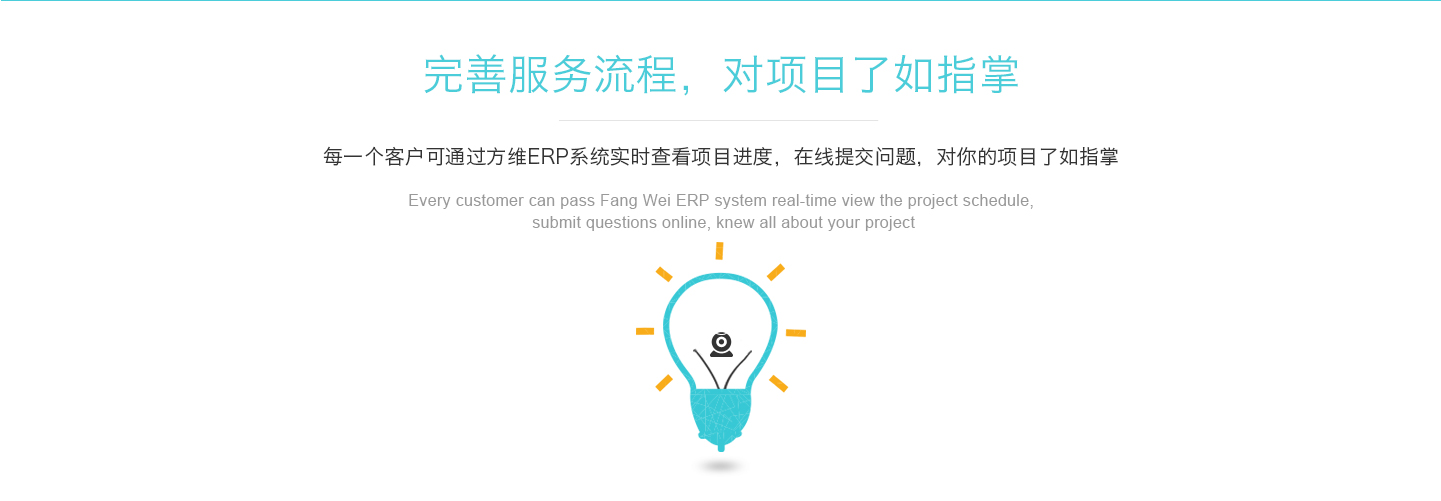 完善服务流程，对项目了如指掌
每一个客户可通过方维ERP系统实时查看项目进度，在线提交问题，对你的项目了如指掌
Every customer can pass Fang Wei ERP system real-time view the project schedule,
submit questions online, knew all about your project